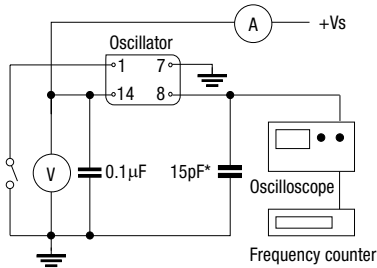 A
+Vs
Oscillator
1 7
14 8
V
0.1µF
15pF*
Oscilloscope
Frequency counter